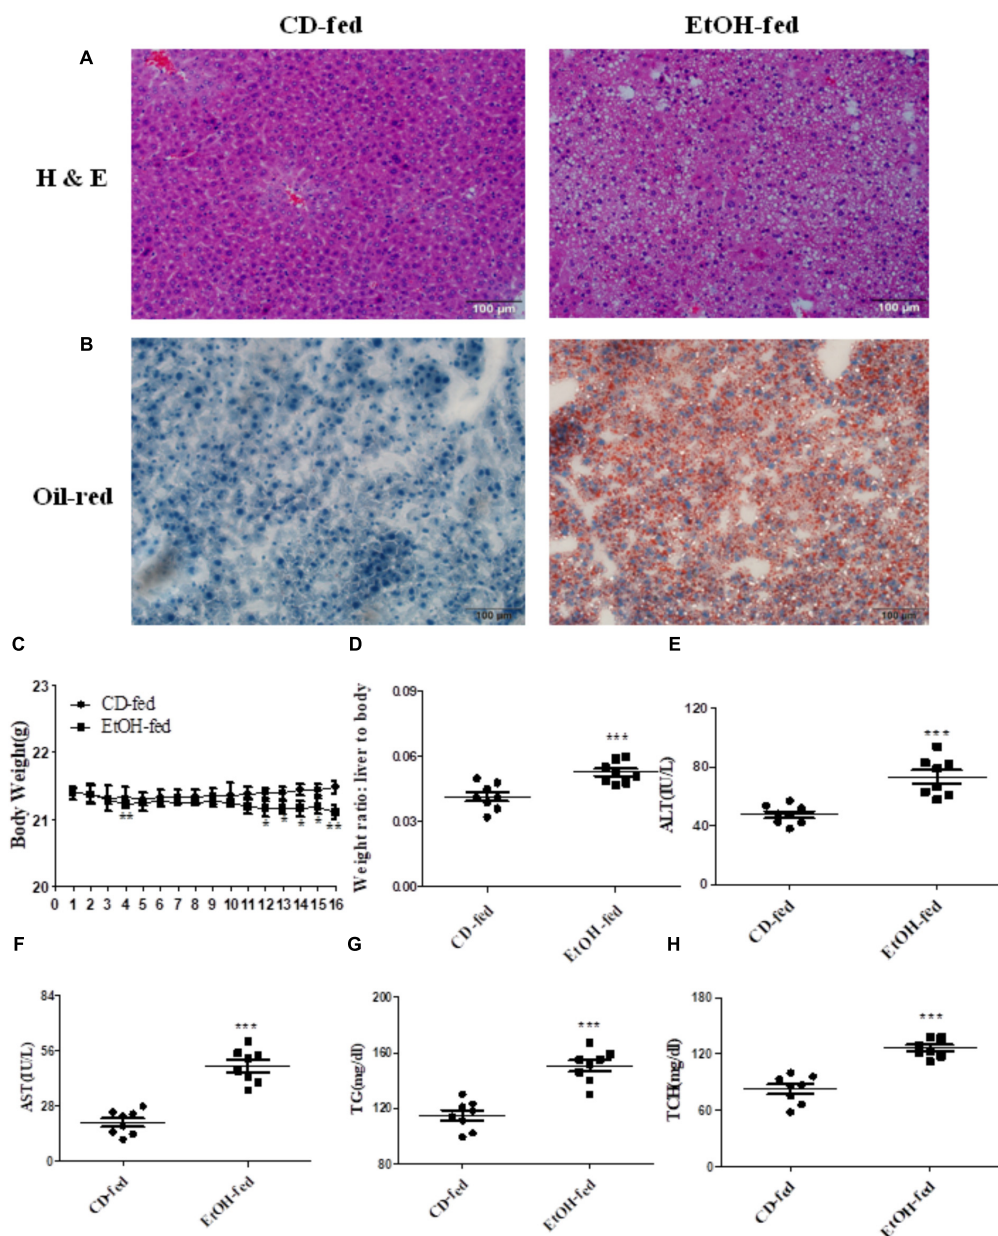 CD-fed EtOH-fed
A
H & E
100 µm 100 µm
B
Oil-red
100 µm 100 µm
C D E
23
22
21
20
Body Weight(g)
CD-fed
EtOH-fed
** * * * * **
0 1 2 3 4 5 6 7 8 9 10 11 12 13 14 15 16
0.09
0.06
0.03
0.00
Weight ratio: liver to body
***
CD-fed EtOH-fed
120
80
40
0
ALT(IU/L)
***
CD-fed EtOH-fed
F G H
84
56
28
0
AST(IU/L)
***
CD-fed EtOH-fed
200
160
120
80
TG(mg/dl)
***
CD-fed EtOH-fed
180
120
60
0
TCH(mg/dl)
***
CD-fed EtOH-fed